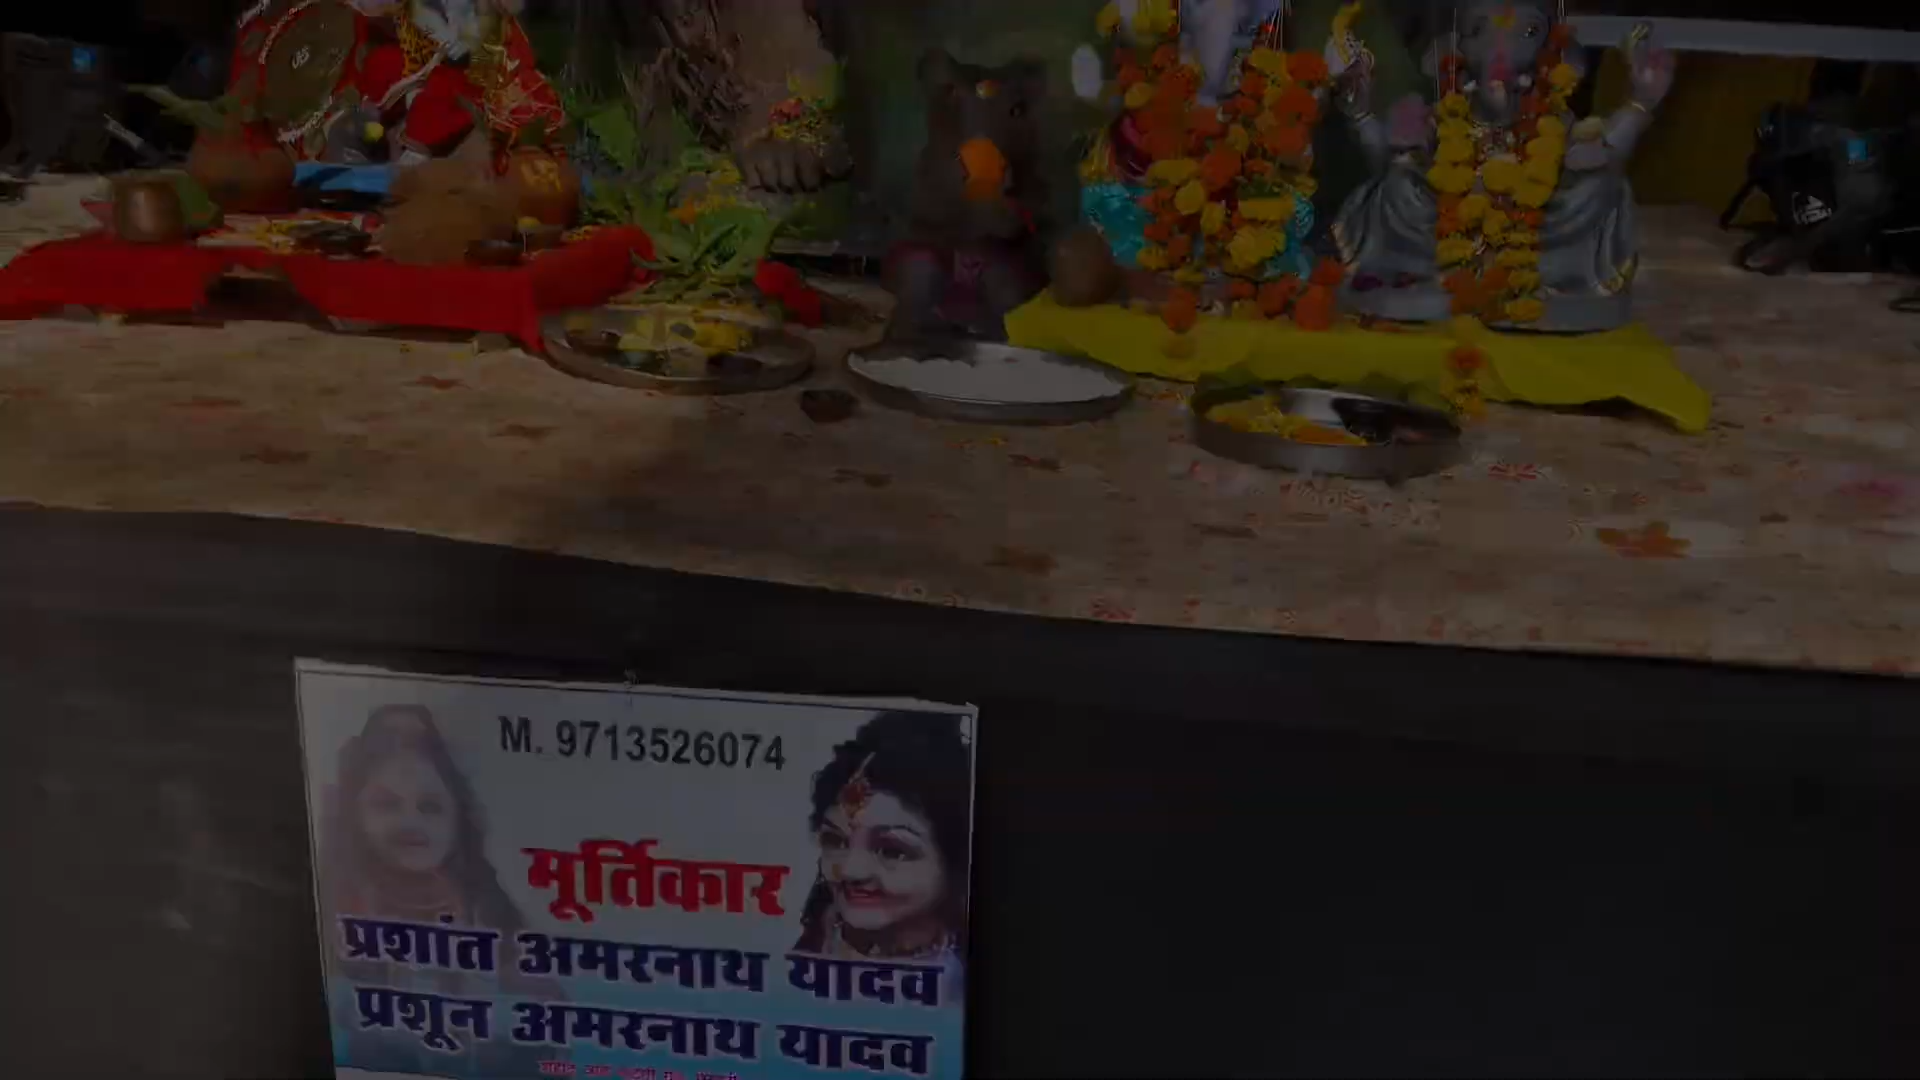 M. 9713526074
मूर्तिकार
प्रशांत अमरनाथ यादव
प्रशून अमरनाथ यादव